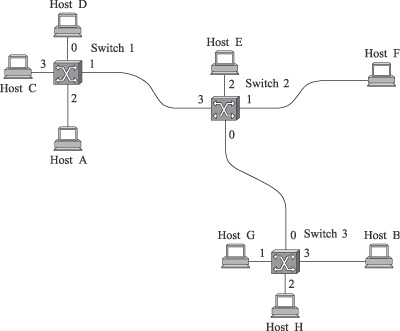 Host D
0
Switch 1
3
1
Host C
2
Host A
Host E
2
Switch 2
Host F
3
1
0
0
Switch 3
Host G
1
3
Host B
2
Host H